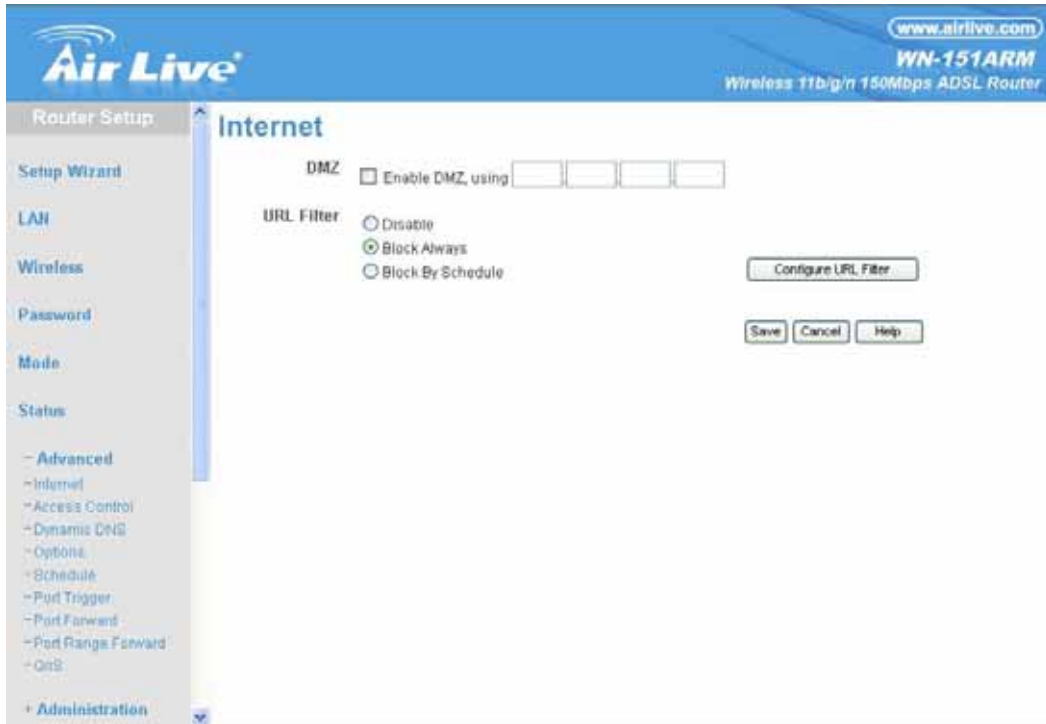 www.airlive.com
Air Live®
WN-151ARM
Wireless 11b/g/n 150Mbps ADSL Router
Router Setup
Setup Wizard
LAN
Wireless
Password
Mode
Status
- Advanced
- Internet
- Access Control
- Dynamic DNS
- Options
- Schedule
- Port Trigger
- Port Forward
- Port Range Forward
- QoS
+ Administration
Internet
DMZ
Enable DMZ, using
URL Filter
Disable
Block Always
Block By Schedule
Configure URL Filter
Save Cancel Help